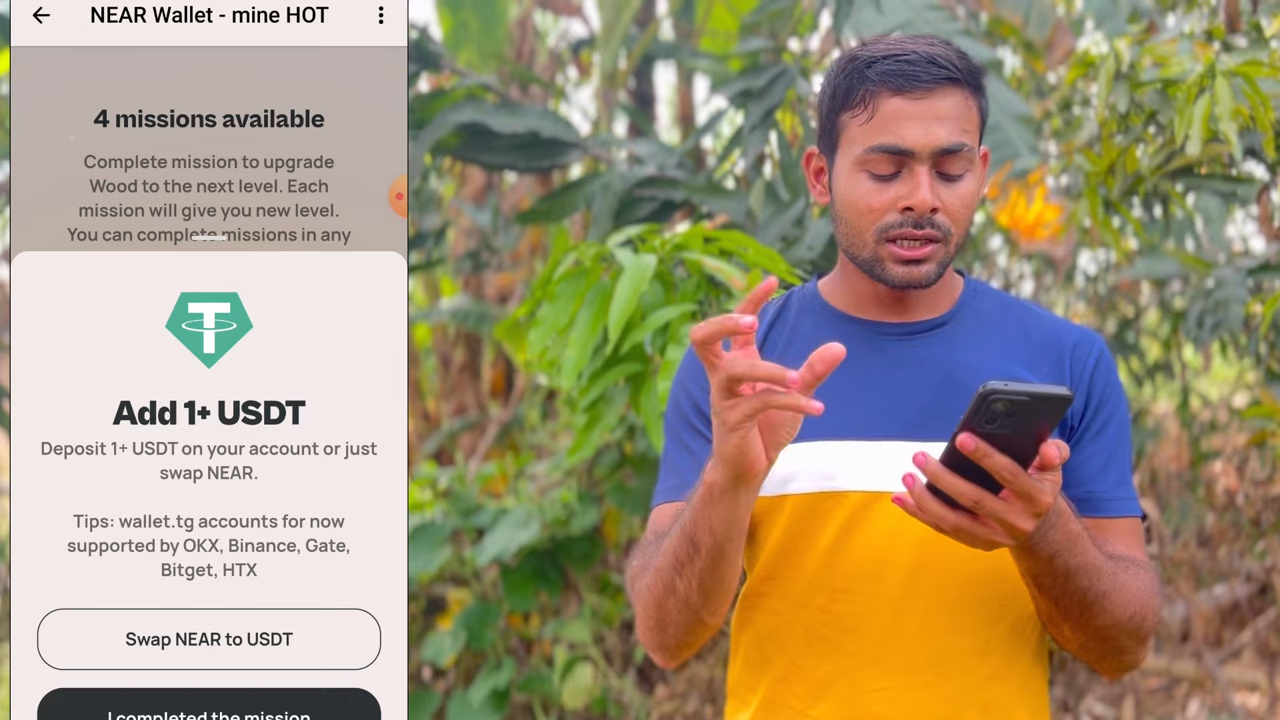 NEAR Wallet - mine HOT
4 missions available
Complete mission to upgrade
Wood to the next level. Each
mission will give you new level.
You can complete missions in any
Add 1+ USDT
Deposit 1+ USDT on your account or just
swap NEAR.
Tips: wallet.tg accounts for now
supported by OKX, Binance, Gate,
Bitget, HTX
Swap NEAR to USDT
I completed the mission